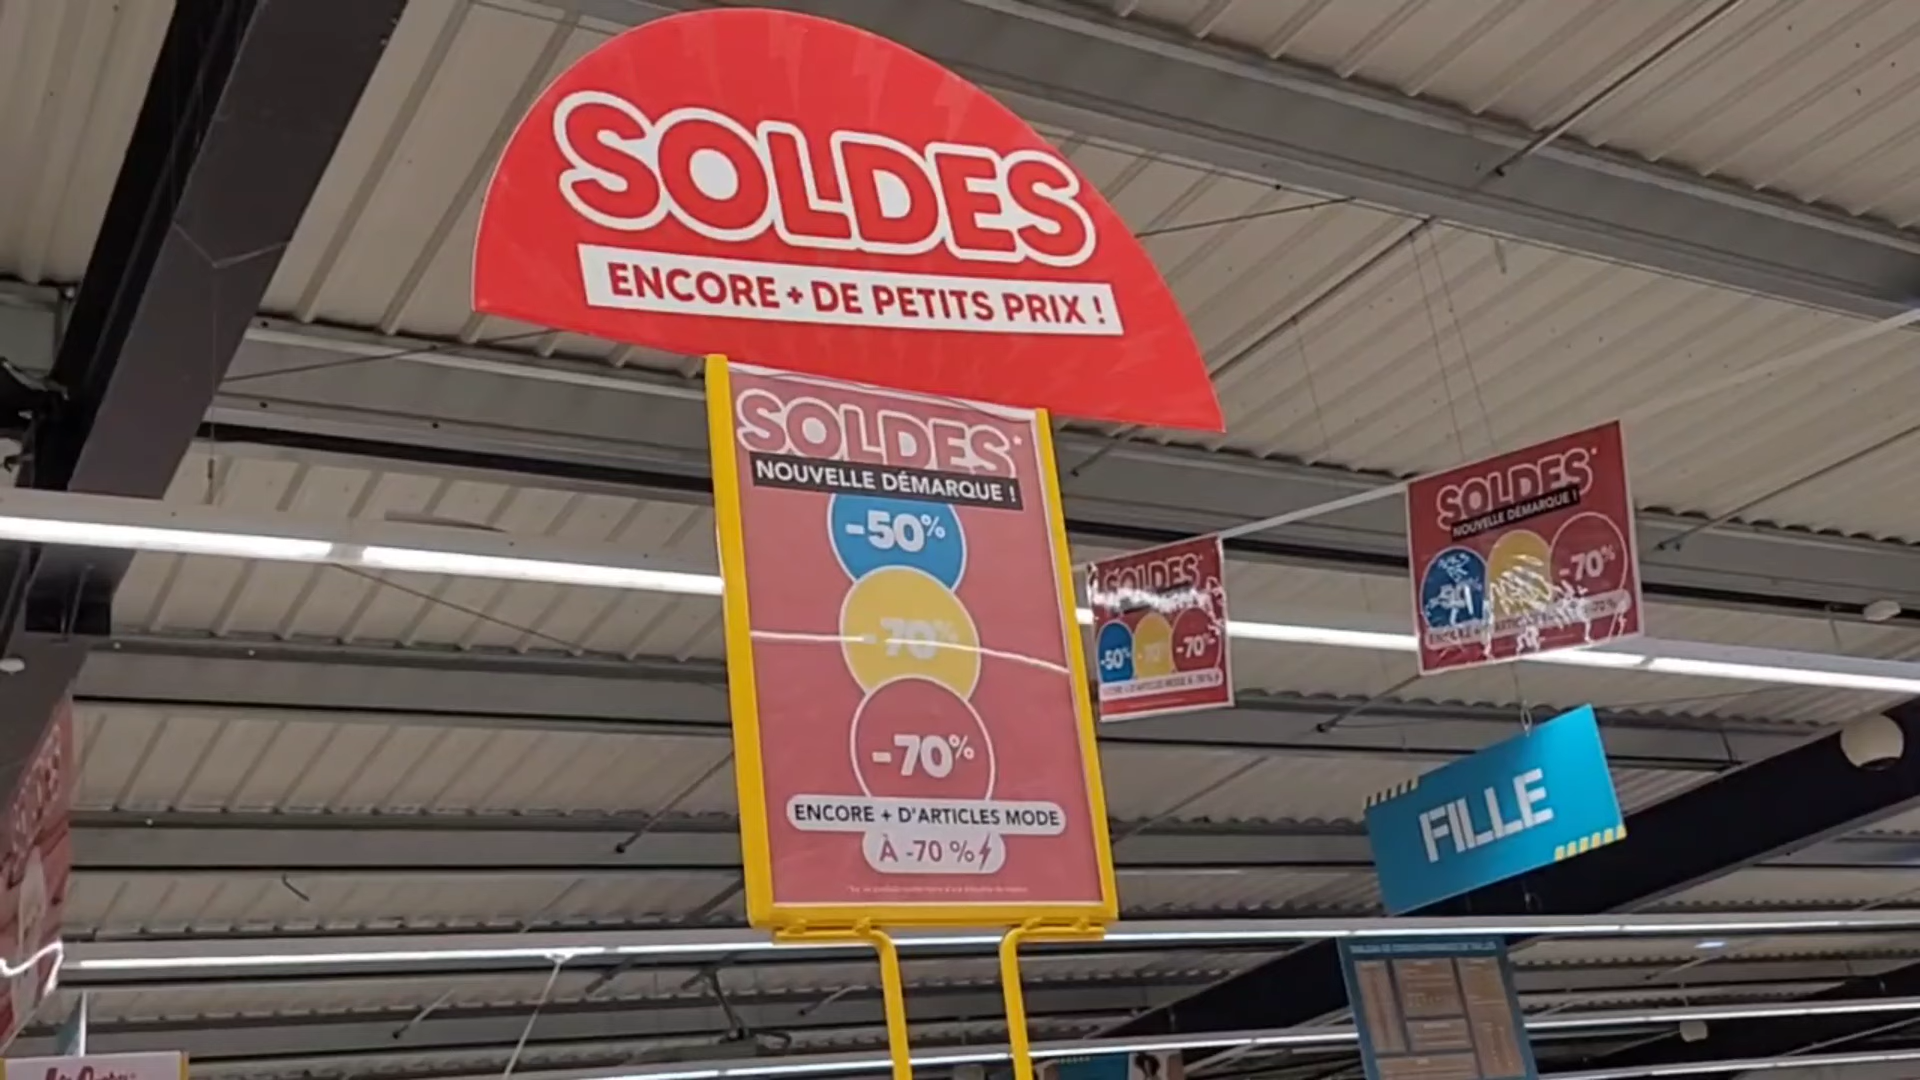 SOLDES
ENCORE + DE PETITS PRIX !
SOLDES*
NOUVELLE DÉMARQUE !
-50%
-70%
-70%
ENCORE + D'ARTICLES MODE
À -70 %
SOLDES*
-50%
-70%
-70%
SOLDES*
NOUVELLE DÉMARQUE !
-70%
FILLE